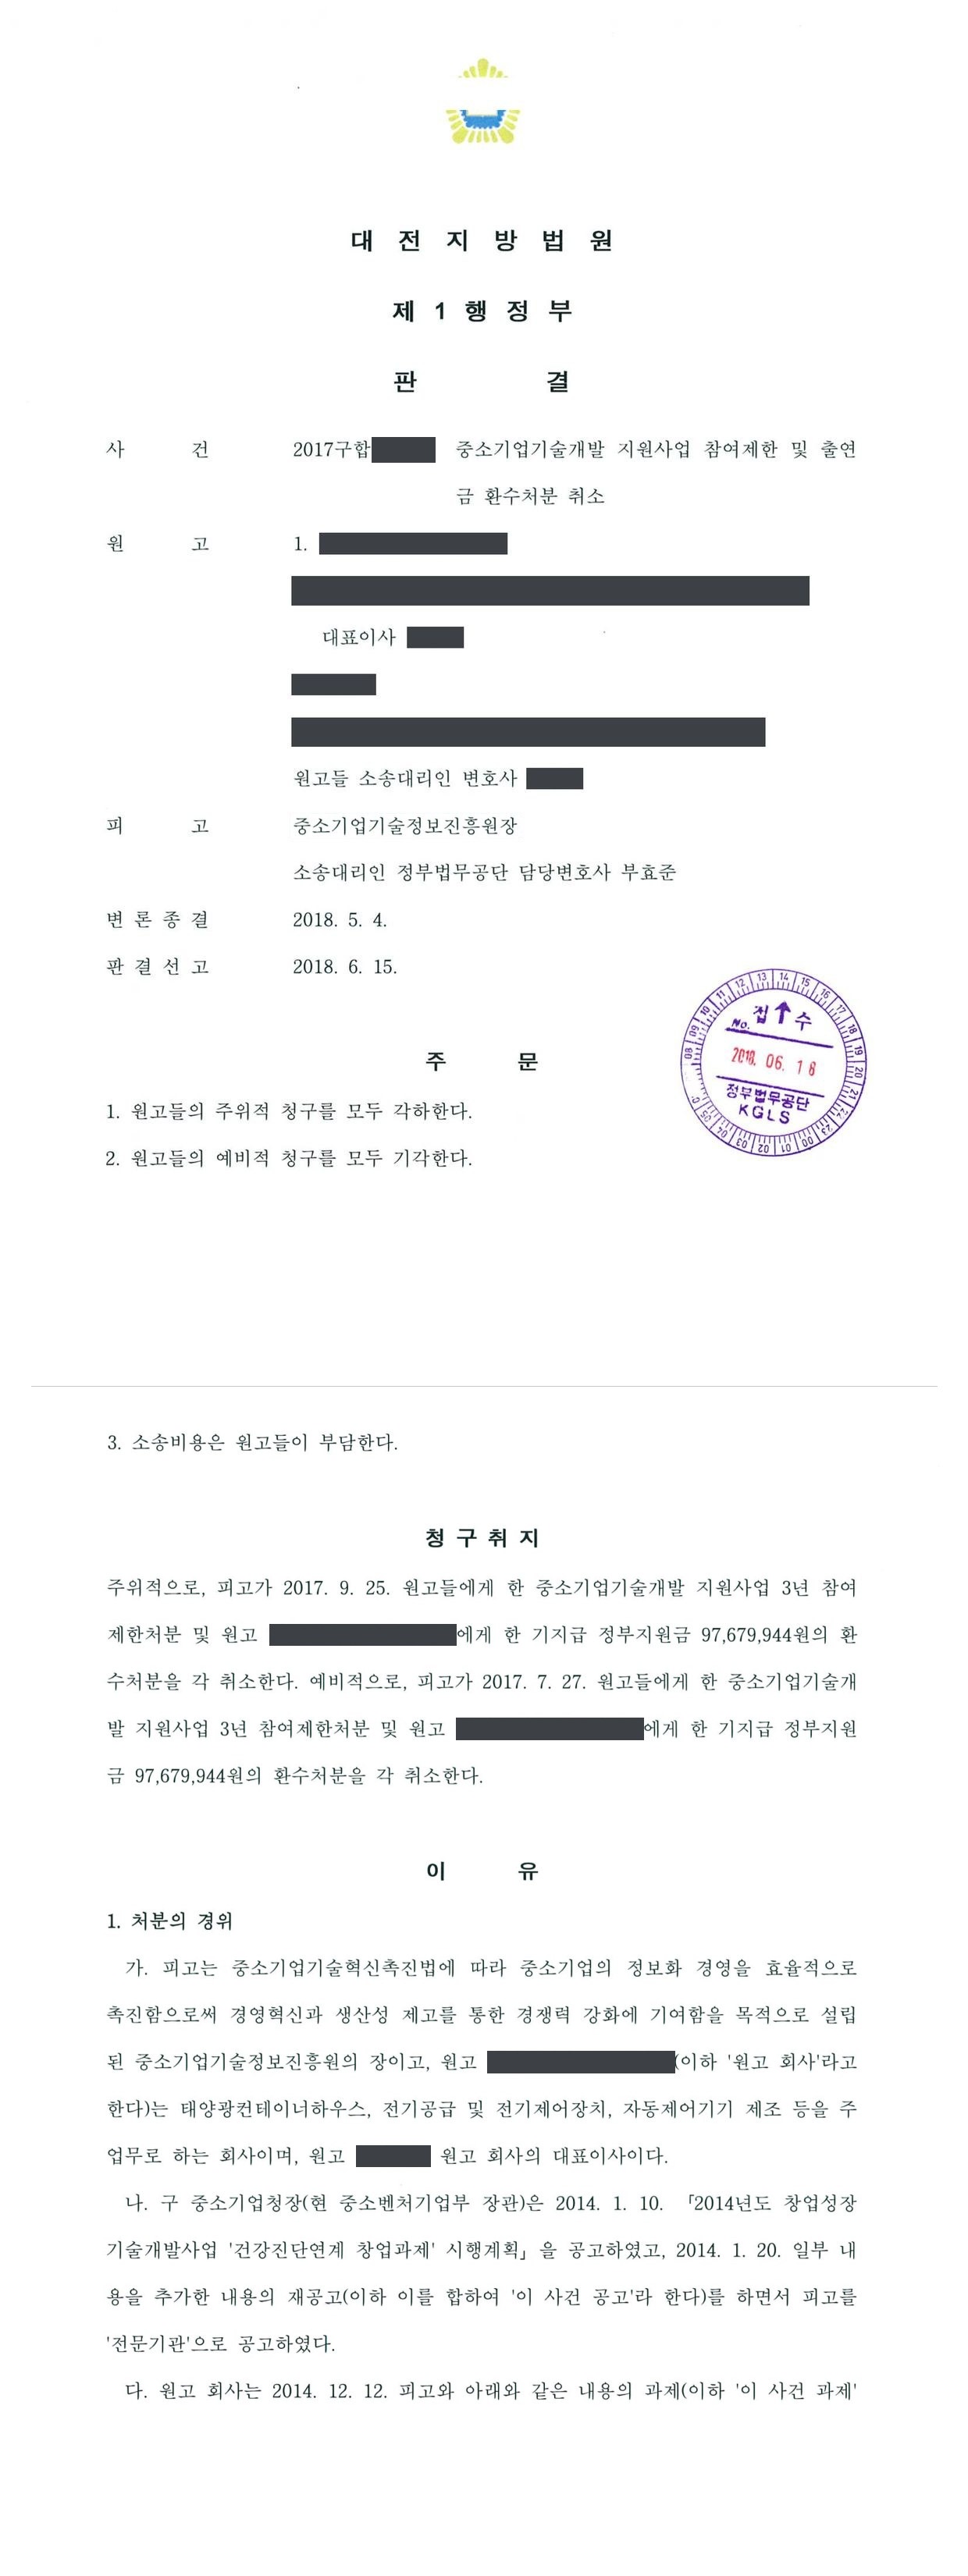 대 전 지 방 법 원
제 1 행 정 부
판 결
사 건 2017구합 중소기업기술개발 지원사업 참여제한 및 출연
금 환수처분 취소
원 고 1.
대표이사
원고들 소송대리인 변호사
피 고 중소기업기술정보진흥원장
소송대리인 정부법무공단 담당변호사 부효준
변 론 종 결 2018. 5. 4.
판 결 선 고 2018. 6. 15.
주 문
1. 원고들의 주위적 청구를 모두 각하한다.
2. 원고들의 예비적 청구를 모두 기각한다.
08 09 10 11 12 13 14 15 16 17 18 19 20 21 22 23 00 01 02 03 04 05
접 수
No.
2018. 06. 16
정부법무공단
KGLS
3. 소송비용은 원고들이 부담한다.
청 구 취 지
주위적으로, 피고가 2017. 9. 25. 원고들에게 한 중소기업기술개발 지원사업 3년 참여
제한처분 및 원고 에게 한 기지급 정부지원금 97,679,944원의 환
수처분을 각 취소한다. 예비적으로, 피고가 2017. 7. 27. 원고들에게 한 중소기업기술개
발 지원사업 3년 참여제한처분 및 원고 에게 한 기지급 정부지원
금 97,679,944원의 환수처분을 각 취소한다.
이 유
1. 처분의 경위
가. 피고는 중소기업기술혁신촉진법에 따라 중소기업의 정보화 경영을 효율적으로
촉진함으로써 경영혁신과 생산성 제고를 통한 경쟁력 강화에 기여함을 목적으로 설립
된 중소기업기술정보진흥원의 장이고, 원고 (이하 '원고 회사'라고
한다)는 태양광컨테이너하우스, 전기공급 및 전기제어장치, 자동제어기기 제조 등을 주
업무로 하는 회사이며, 원고 원고 회사의 대표이사이다.
나. 구 중소기업청장(현 중소벤처기업부 장관)은 2014. 1. 10. 「2014년도 창업성장
기술개발사업 '건강진단연계 창업과제' 시행계획」을 공고하였고, 2014. 1. 20. 일부 내
용을 추가한 내용의 재공고(이하 이를 합하여 '이 사건 공고'라 한다)를 하면서 피고를
'전문기관'으로 공고하였다.
다. 원고 회사는 2014. 12. 12. 피고와 아래와 같은 내용의 과제(이하 '이 사건 과제'